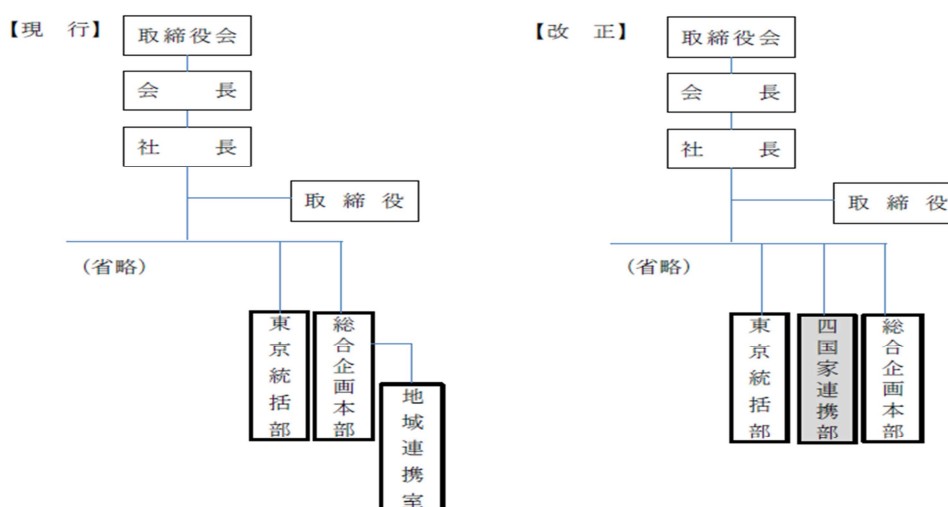 【現　行】
取締役会
会　　長
社　　長
取　締　役
(省略)
東京統括部
総合企画本部
地域連携室
【改　正】
取締役会
会　　長
社　　長
取　締　役
(省略)
東京統括部
四国家連携部
総合企画本部